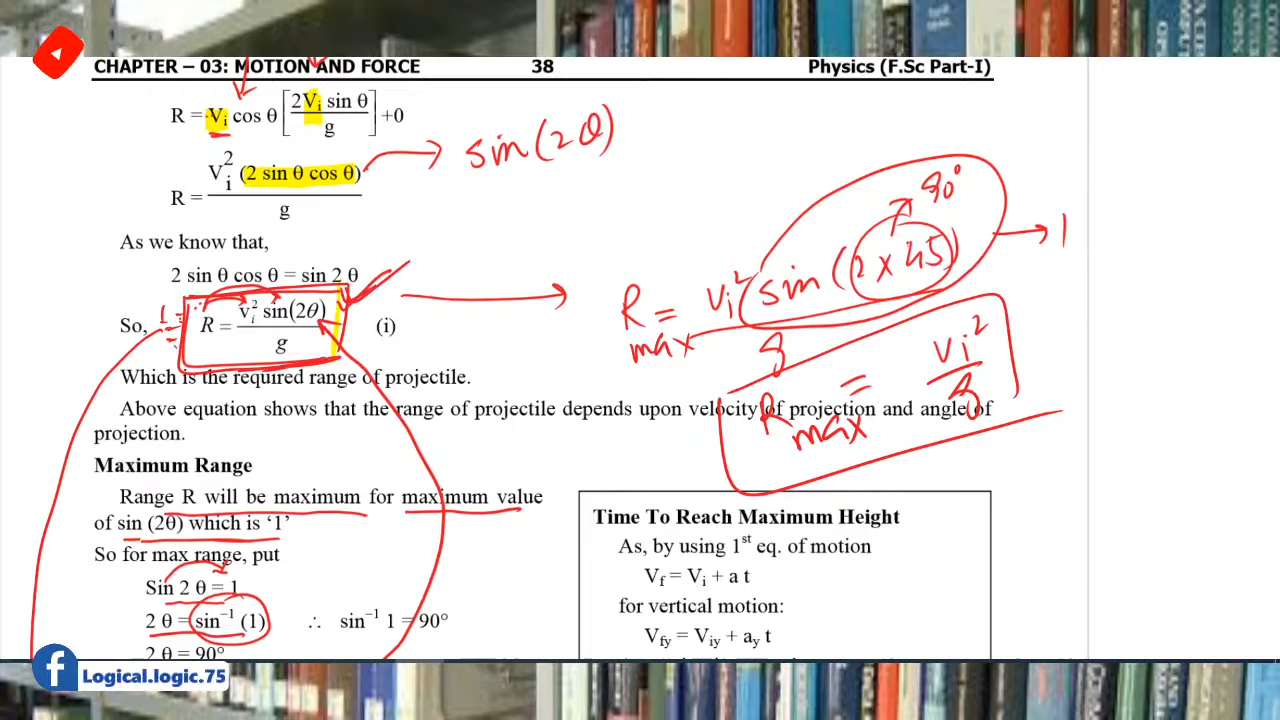 CHAPTER – 03: MOTION AND FORCE 38 Physics (F.Sc Part-I)
R = Vi cos θ [2Vi sin θ / g] +0
R = Vi² (2 sin θ cos θ) / g
sin (2θ)
As we know that,
2 sin θ cos θ = sin 2 θ
So, ∴ R = vi² sin(2θ) / g (i)
R max = vi² sin (2 x 45) / g
90°
1
R max = vi² / g
Which is the required range of projectile.
Above equation shows that the range of projectile depends upon velocity of projection and angle of
projection.
Maximum Range
Range R will be maximum for maximum value
of sin (2θ) which is ‘1’
So for max range, put
Sin 2 θ = 1
2 θ = sin⁻¹ (1) ∴ sin⁻¹ 1 = 90°
2 θ = 90°
Time To Reach Maximum Height
As, by using 1st eq. of motion
Vf = Vi + a t
for vertical motion:
Vfy = Viy + ay t
f Logical.logic.75